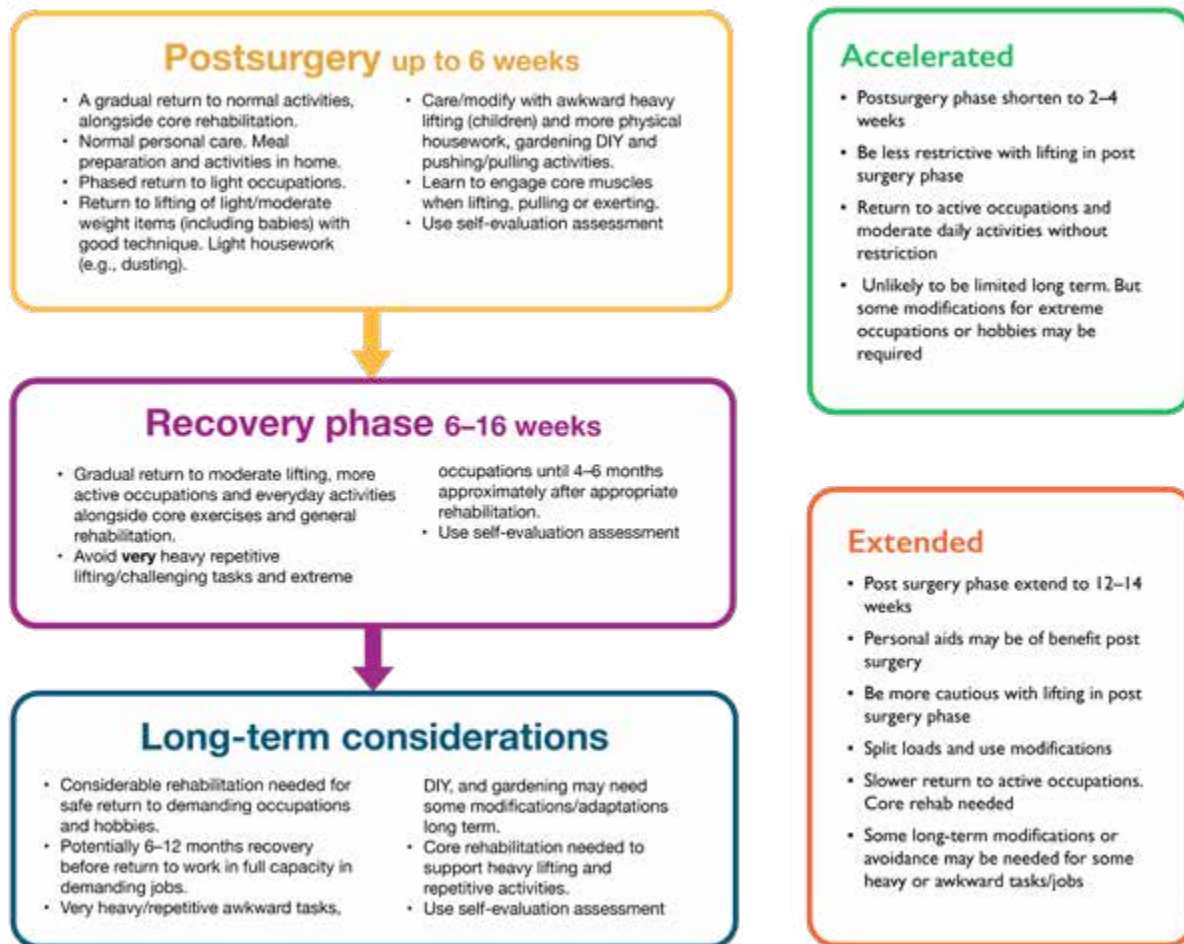 Postsurgery up to 6 weeks
• A gradual return to normal activities,
alongside core rehabilitation.
• Normal personal care. Meal
preparation and activities in home.
• Phased return to light occupations.
• Return to lifting of light/moderate
weight items (including babies) with
good technique. Light housework
(e.g., dusting).
• Care/modify with awkward heavy
lifting (children) and more physical
housework, gardening DIY and
pushing/pulling activities.
• Learn to engage core muscles
when lifting, pulling or exerting.
• Use self-evaluation assessment
Recovery phase 6–16 weeks
• Gradual return to moderate lifting, more
active occupations and everyday activities
alongside core exercises and general
rehabilitation.
• Avoid very heavy repetitive
lifting/challenging tasks and extreme
occupations until 4–6 months
approximately after appropriate
rehabilitation.
• Use self-evaluation assessment
Long-term considerations
• Considerable rehabilitation needed for
safe return to demanding occupations
and hobbies.
• Potentially 6–12 months recovery
before return to work in full capacity in
demanding jobs.
• Very heavy/repetitive awkward tasks,
DIY, and gardening may need
some modifications/adaptations
long term.
• Core rehabilitation needed to
support heavy lifting and
repetitive activities.
• Use self-evaluation assessment
Accelerated
• Postsurgery phase shorten to 2–4
weeks
• Be less restrictive with lifting in post
surgery phase
• Return to active occupations and
moderate daily activities without
restriction
• Unlikely to be limited long term. But
some modifications for extreme
occupations or hobbies may be
required
Extended
• Post surgery phase extend to 12–14
weeks
• Personal aids may be of benefit post
surgery
• Be more cautious with lifting in post
surgery phase
• Split loads and use modifications
• Slower return to active occupations.
Core rehab needed
• Some long-term modifications or
avoidance may be needed for some
heavy or awkward tasks/jobs